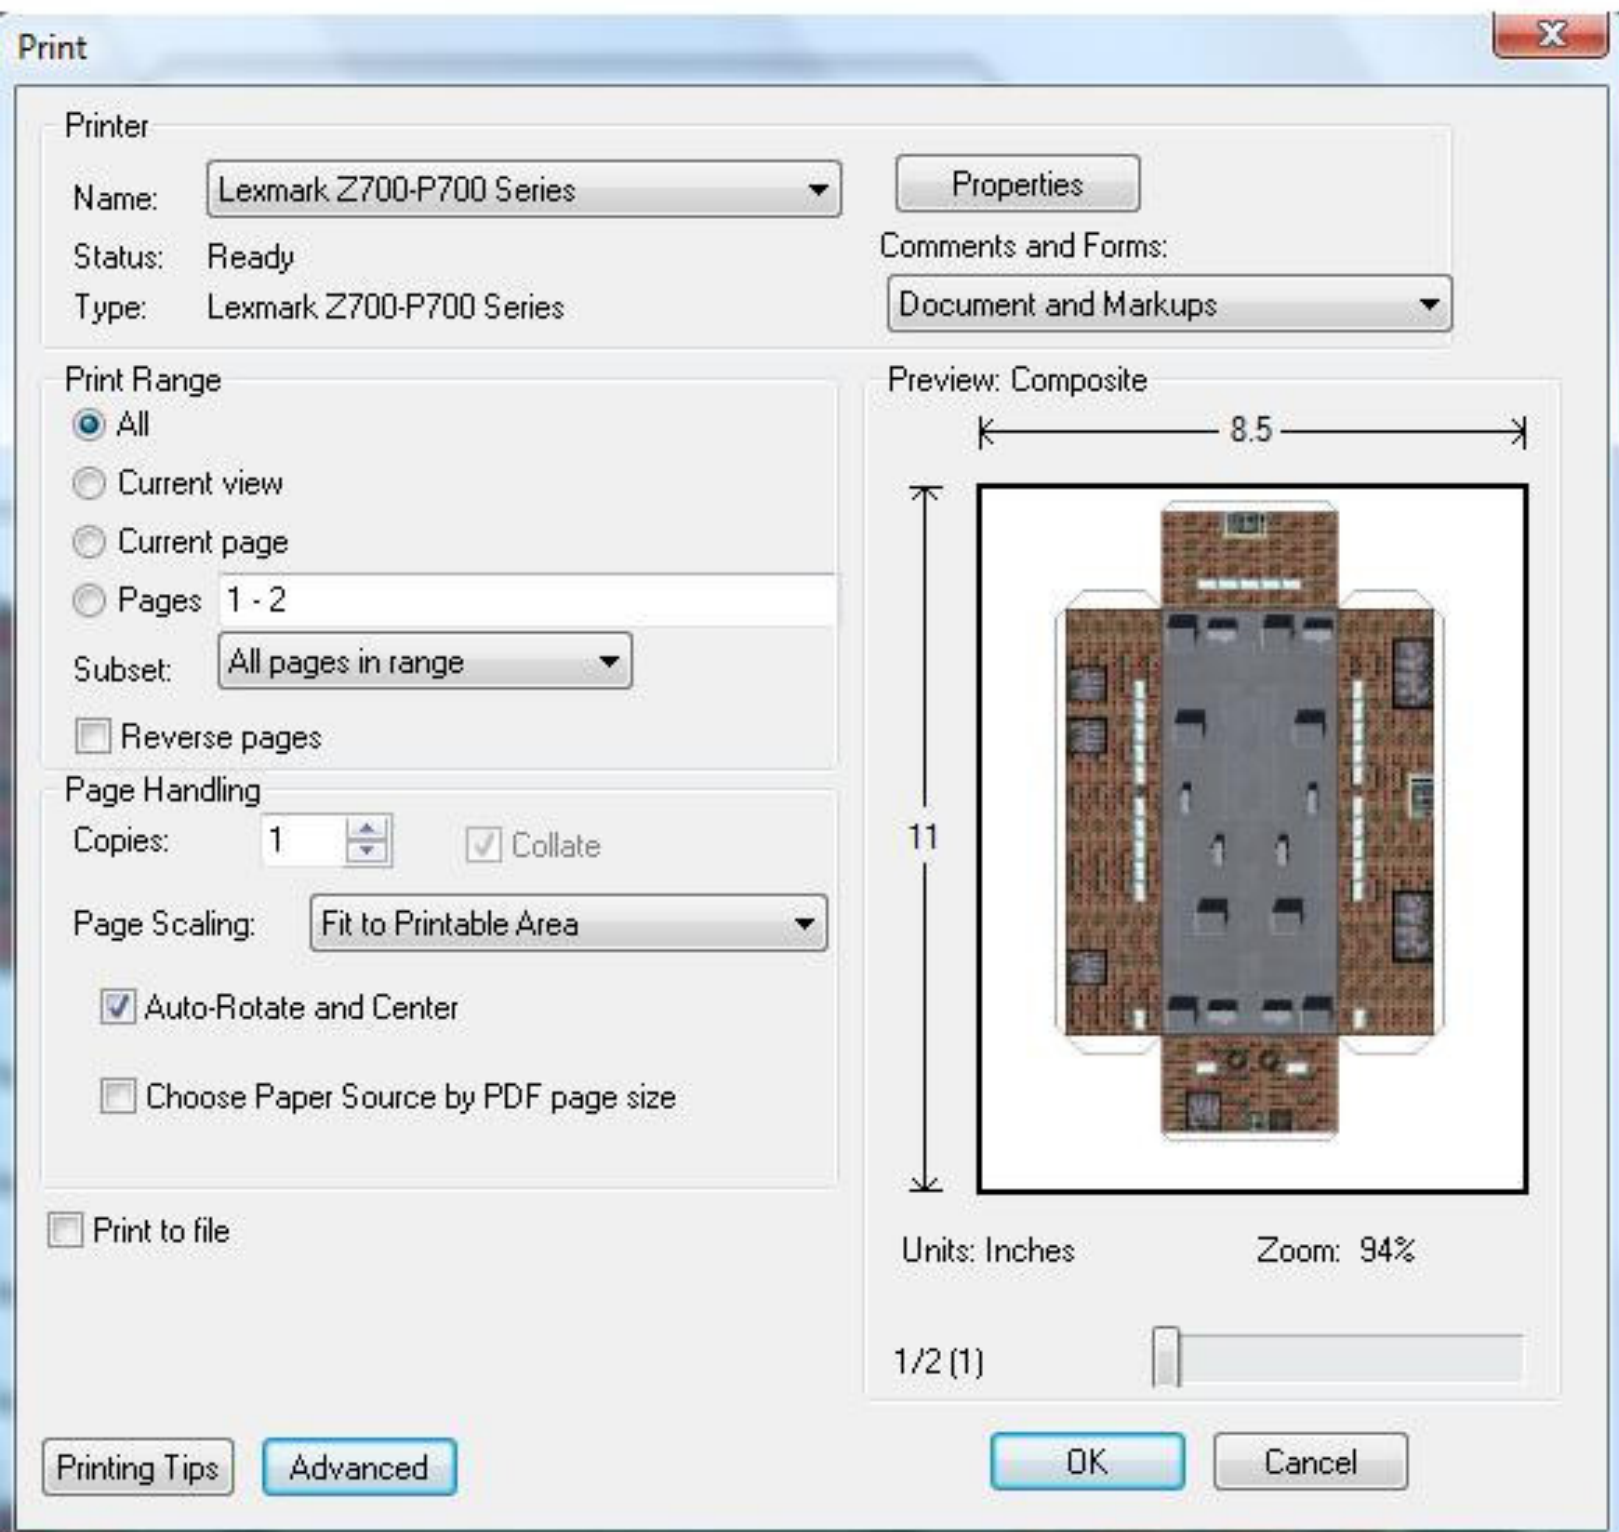 Print
X
Printer
Name: Lexmark Z700-P700 Series
Properties
Status: Ready
Comments and Forms:
Type: Lexmark Z700-P700 Series
Document and Markups
Print Range
All
Current view
Current page
Pages 1 - 2
Subset: All pages in range
Reverse pages
Page Handling
Copies: 1 Collate
Page Scaling: Fit to Printable Area
Auto-Rotate and Center
Choose Paper Source by PDF page size
Print to file
Preview: Composite
8.5
11
Units: Inches Zoom: 94%
1/2 (1)
Printing Tips Advanced OK Cancel